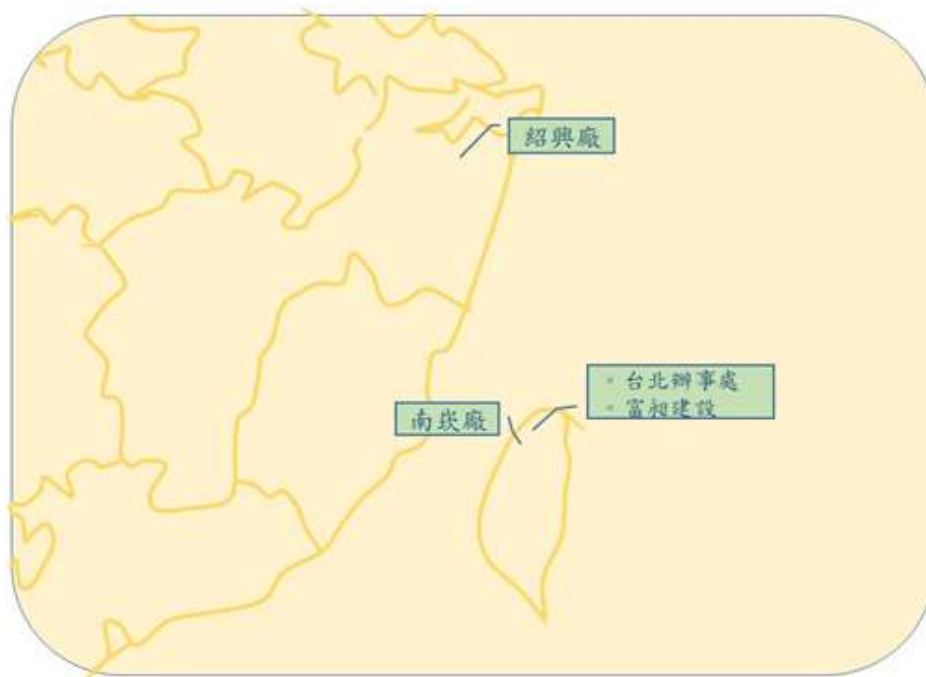 紹興廠
◦ 台北辦事處
◦ 富昶建設
南崁廠